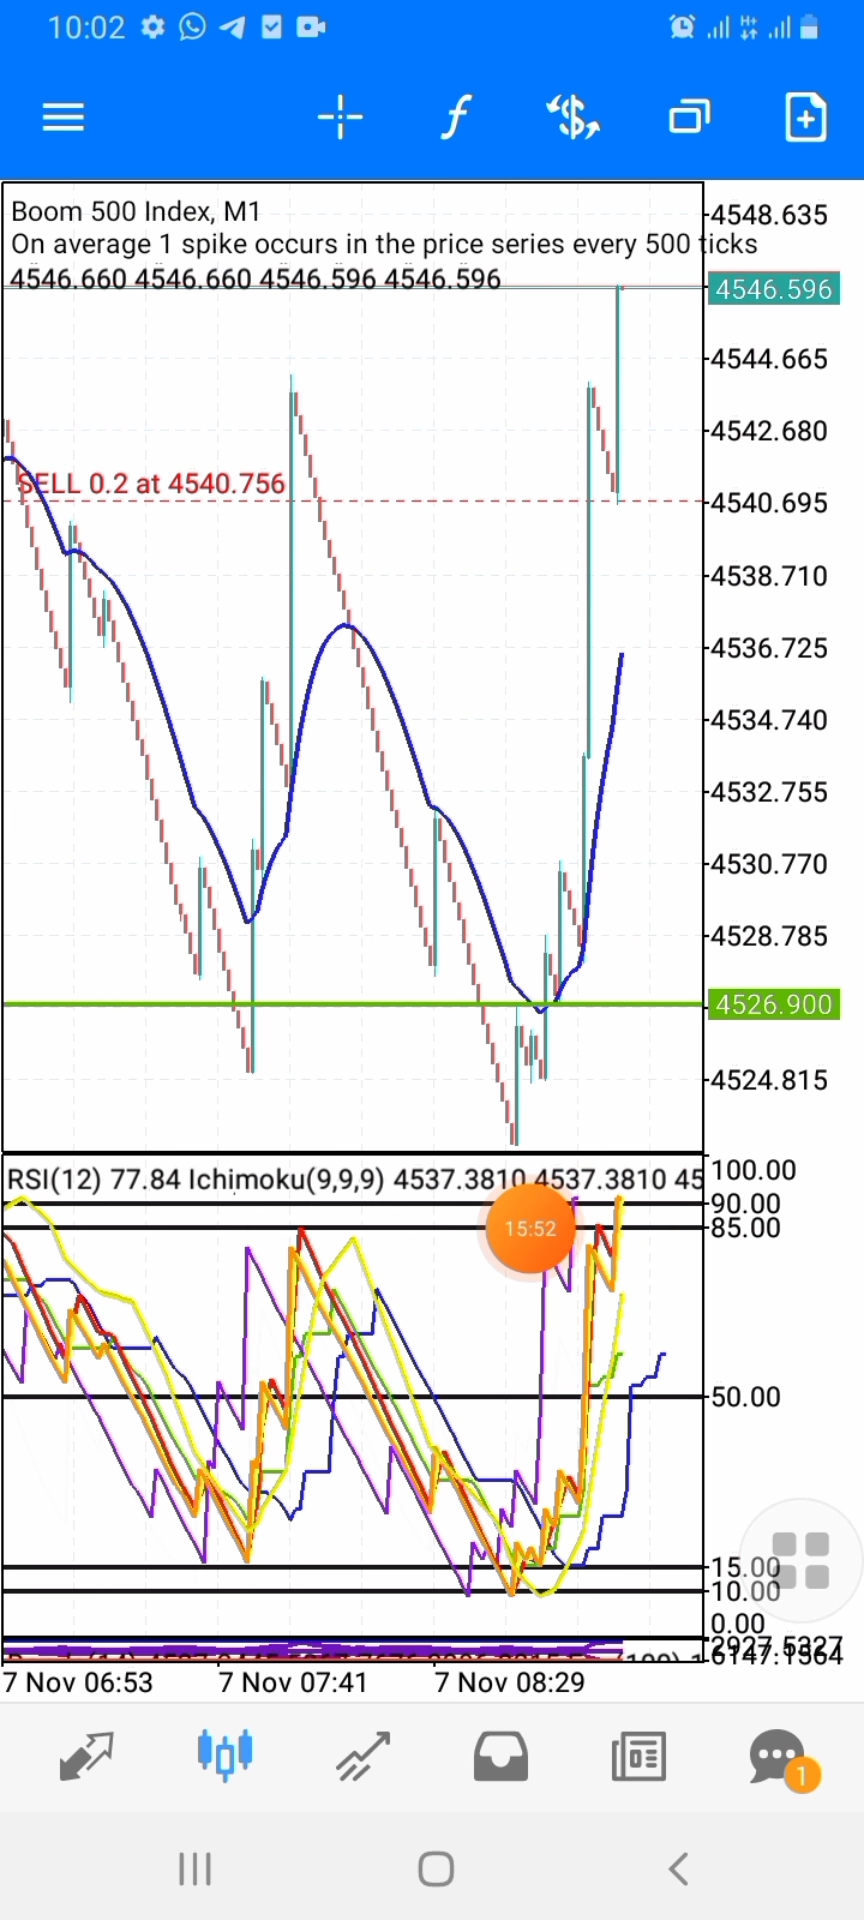 10:02
4548.635
Boom 500 Index, M1
On average 1 spike occurs in the price series every 500 ticks
4546.660 4546.660 4546.596 4546.596
4546.596
4544.665
4542.680
SELL 0.2 at 4540.756
4540.695
4538.710
4536.725
4534.740
4532.755
4530.770
4528.785
4526.900
4524.815
RSI(12) 77.84 Ichimoku(9,9,9) 4537.3810 4537.3810 45
100.00
90.00
15:52
85.00
50.00
15.00
10.00
0.00
7 Nov 06:53
7 Nov 07:41
7 Nov 08:29
1